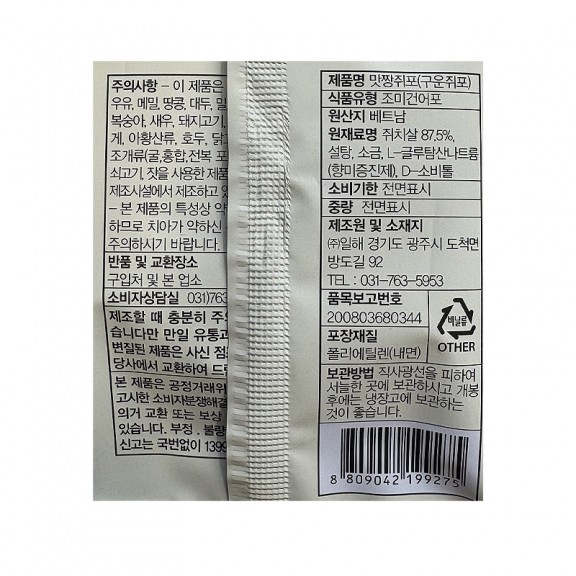 주의사항 - 이 제품은
우유, 메밀, 땅콩, 대두, 밀
복숭아, 새우, 돼지고기,
게, 아황산류, 호두, 닭
조개류(굴,홍합,전복 포
쇠고기, 잣을 사용한 제품
제조시설에서 제조하고 있
- 본 제품의 특성상 약
하므로 치아가 약하신
주의하시기 바랍니다.
반품 및 교환장소
구입처 및 본 업소
소비자상담실 031)763
제조할 때 충분히 주의
습니다만 만일 유통과
변질된 제품은 사신 점
당사에서 교환하여 드
본 제품은 공정거래위
고시한 소비자분쟁해결
의거 교환 또는 보상
있습니다. 부정, 불량
신고는 국번없이 1399
제품명 맛짱쥐포(구운쥐포)
식품유형 조미건어포
원산지 베트남
원재료명 쥐치살 87.5%,
설탕, 소금, L-글루탐산나트륨
(향미증진제), D-소비톨
소비기한 전면표시
중량 전면표시
제조원 및 소재지
㈜일해 경기도 광주시 도척면
방도길 92
TEL : 031-763-5953
품목보고번호
200803680344
포장재질
폴리에틸렌(내면)
비닐류
OTHER
보관방법 직사광선을 피하여
서늘한 곳에 보관하시고 개봉
후에는 냉장고에 보관하는
것이 좋습니다.
8 809042 199275